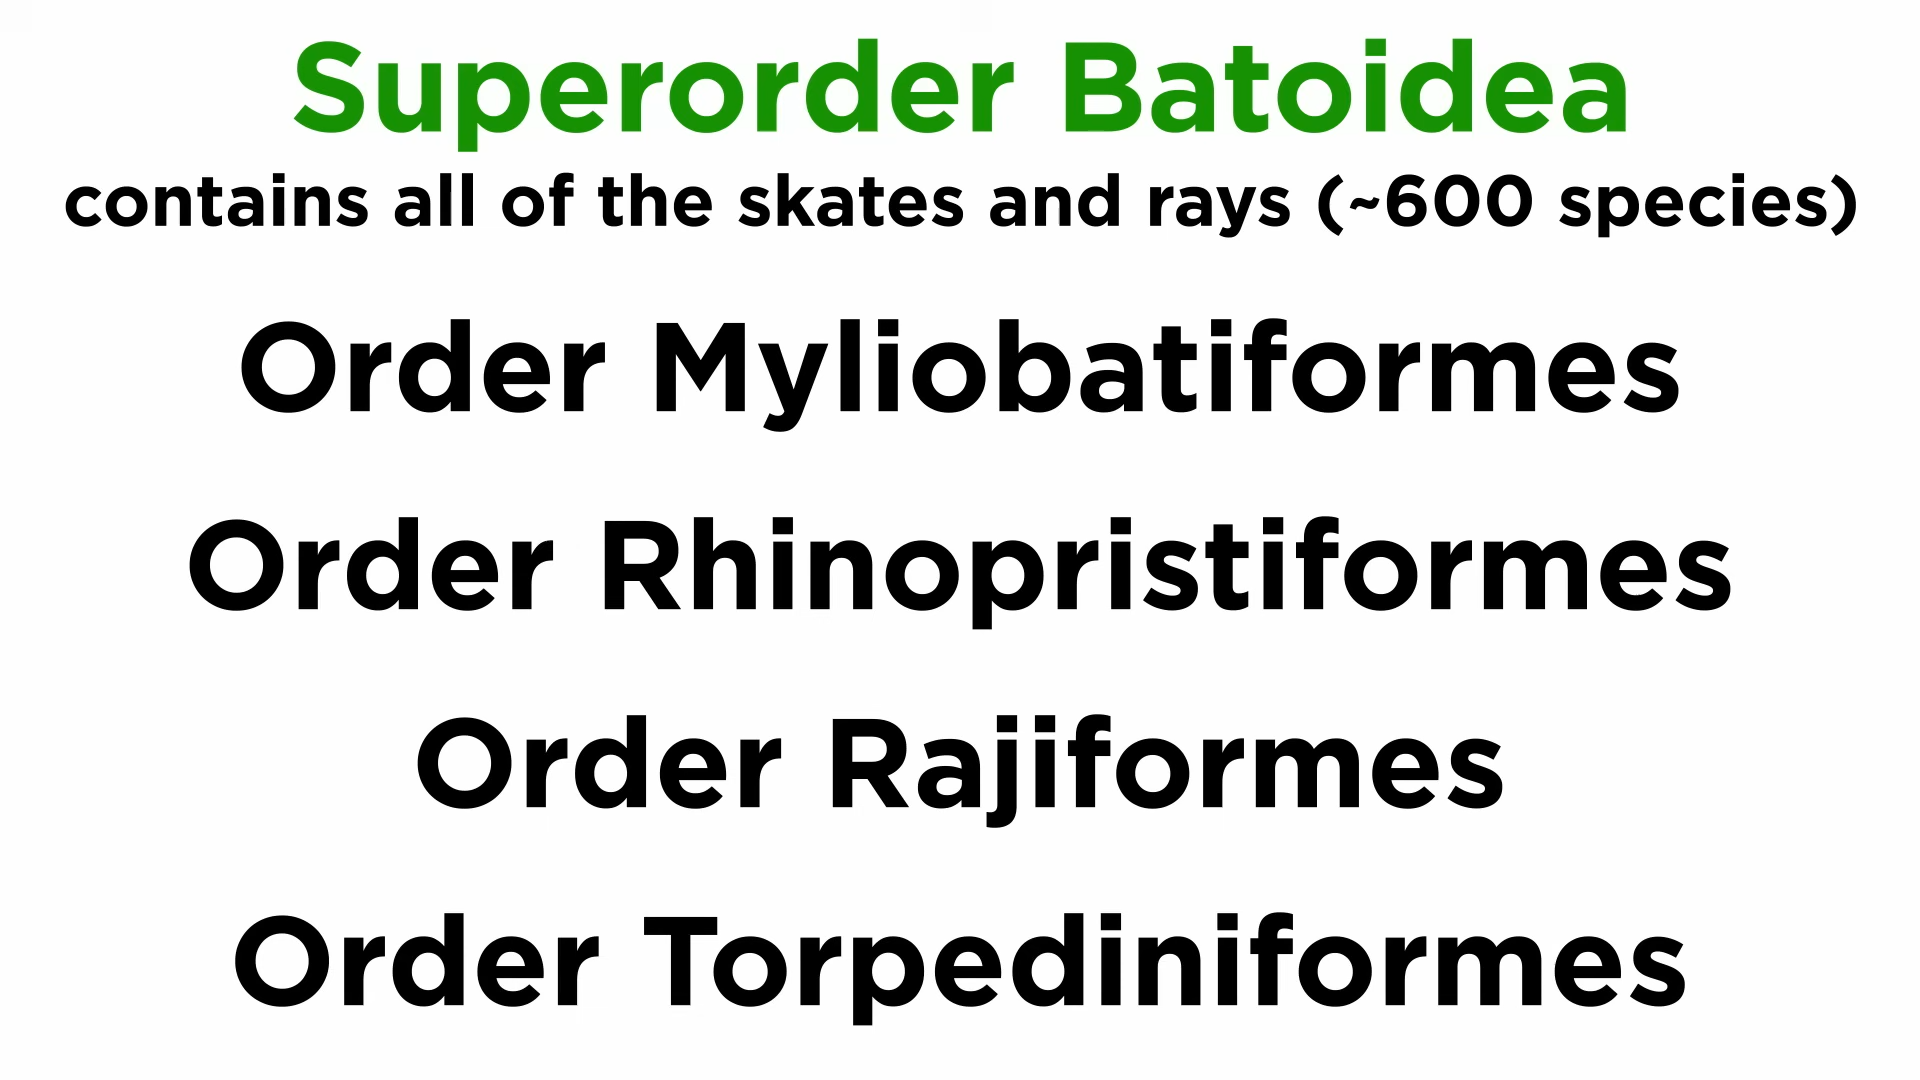 Superorder Batoidea
contains all of the skates and rays (~600 species)
Order Myliobatiformes
Order Rhinopristiformes
Order Rajiformes
Order Torpediniformes